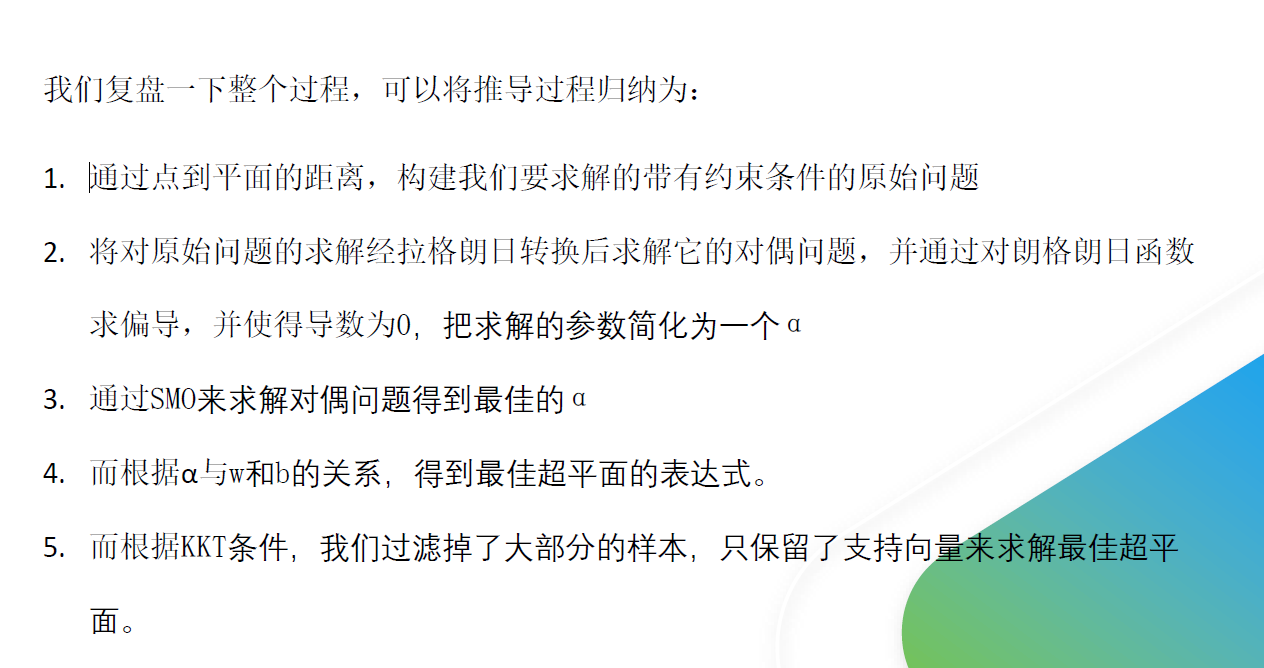 我们复盘一下整个过程，可以将推导过程归纳为：
1. 通过点到平面的距离，构建我们要求解的带有约束条件的原始问题
2. 将对原始问题的求解经拉格朗日转换后求解它的对偶问题，并通过对朗格朗日函数
求偏导，并使得导数为0，把求解的参数简化为一个α
3. 通过SMO来求解对偶问题得到最佳的α
4. 而根据α与w和b的关系，得到最佳超平面的表达式。
5. 而根据KKT条件，我们过滤掉了大部分的样本，只保留了支持向量来求解最佳超平
面。